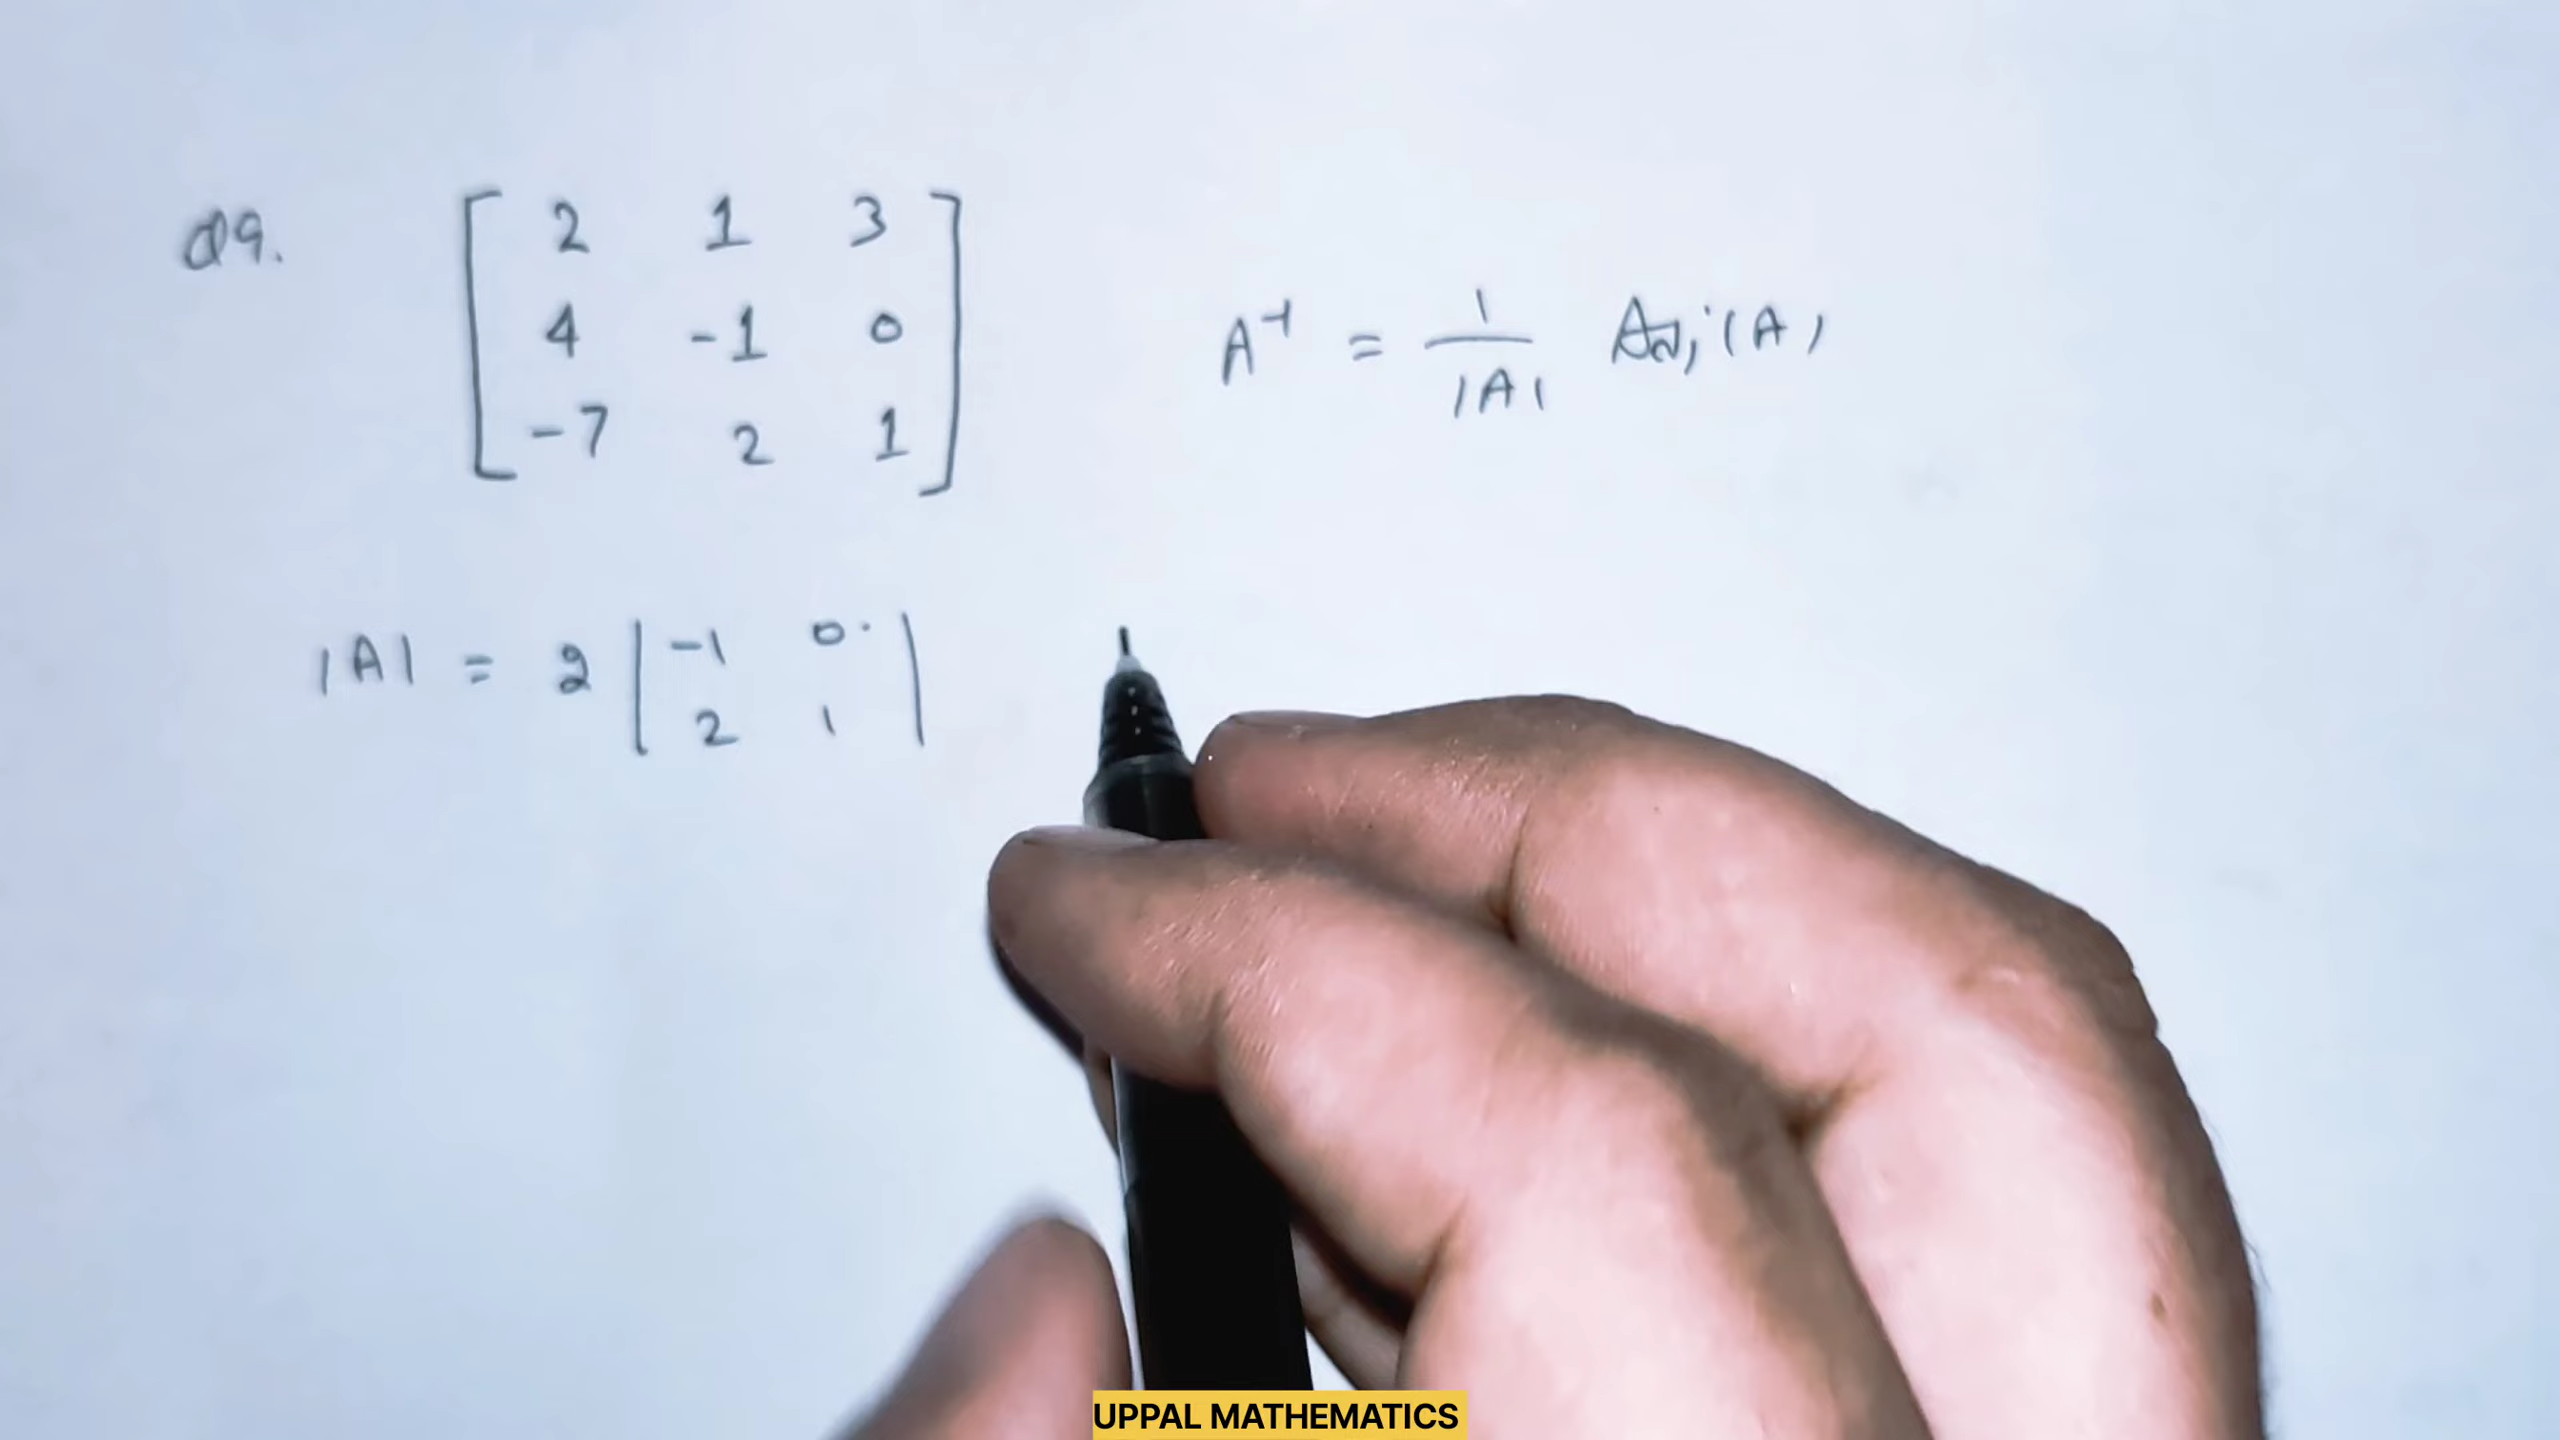 Q9. [ 2 1 3
4 -1 0
-7 2 1 ]
A⁻¹ = 1/|A| Adj(A)
|A| = 2 | -1 0
2 1 |
UPPAL MATHEMATICS